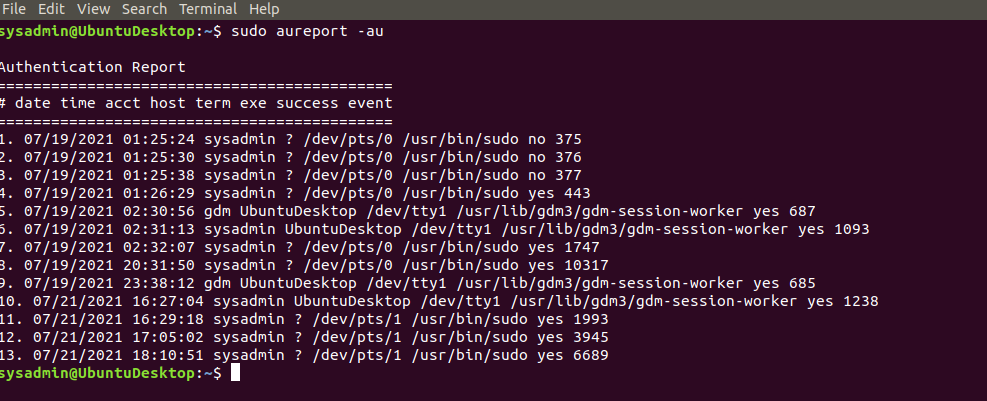 File Edit View Search Terminal Help
sysadmin@UbuntuDesktop:~$ sudo aureport -au
Authentication Report
============================================
# date time acct host term exe success event
============================================
1. 07/19/2021 01:25:24 sysadmin ? /dev/pts/0 /usr/bin/sudo no 375
2. 07/19/2021 01:25:30 sysadmin ? /dev/pts/0 /usr/bin/sudo no 376
3. 07/19/2021 01:25:38 sysadmin ? /dev/pts/0 /usr/bin/sudo no 377
4. 07/19/2021 01:26:29 sysadmin ? /dev/pts/0 /usr/bin/sudo yes 443
5. 07/19/2021 02:30:56 gdm UbuntuDesktop /dev/tty1 /usr/lib/gdm3/gdm-session-worker yes 687
6. 07/19/2021 02:31:13 sysadmin UbuntuDesktop /dev/tty1 /usr/lib/gdm3/gdm-session-worker yes 1093
7. 07/19/2021 02:32:07 sysadmin ? /dev/pts/0 /usr/bin/sudo yes 1747
8. 07/19/2021 20:31:50 sysadmin ? /dev/pts/0 /usr/bin/sudo yes 10317
9. 07/19/2021 23:38:12 gdm UbuntuDesktop /dev/tty1 /usr/lib/gdm3/gdm-session-worker yes 685
10. 07/21/2021 16:27:04 sysadmin UbuntuDesktop /dev/tty1 /usr/lib/gdm3/gdm-session-worker yes 1238
11. 07/21/2021 16:29:18 sysadmin ? /dev/pts/1 /usr/bin/sudo yes 1993
12. 07/21/2021 17:05:02 sysadmin ? /dev/pts/1 /usr/bin/sudo yes 3945
13. 07/21/2021 18:10:51 sysadmin ? /dev/pts/1 /usr/bin/sudo yes 6689
sysadmin@UbuntuDesktop:~$